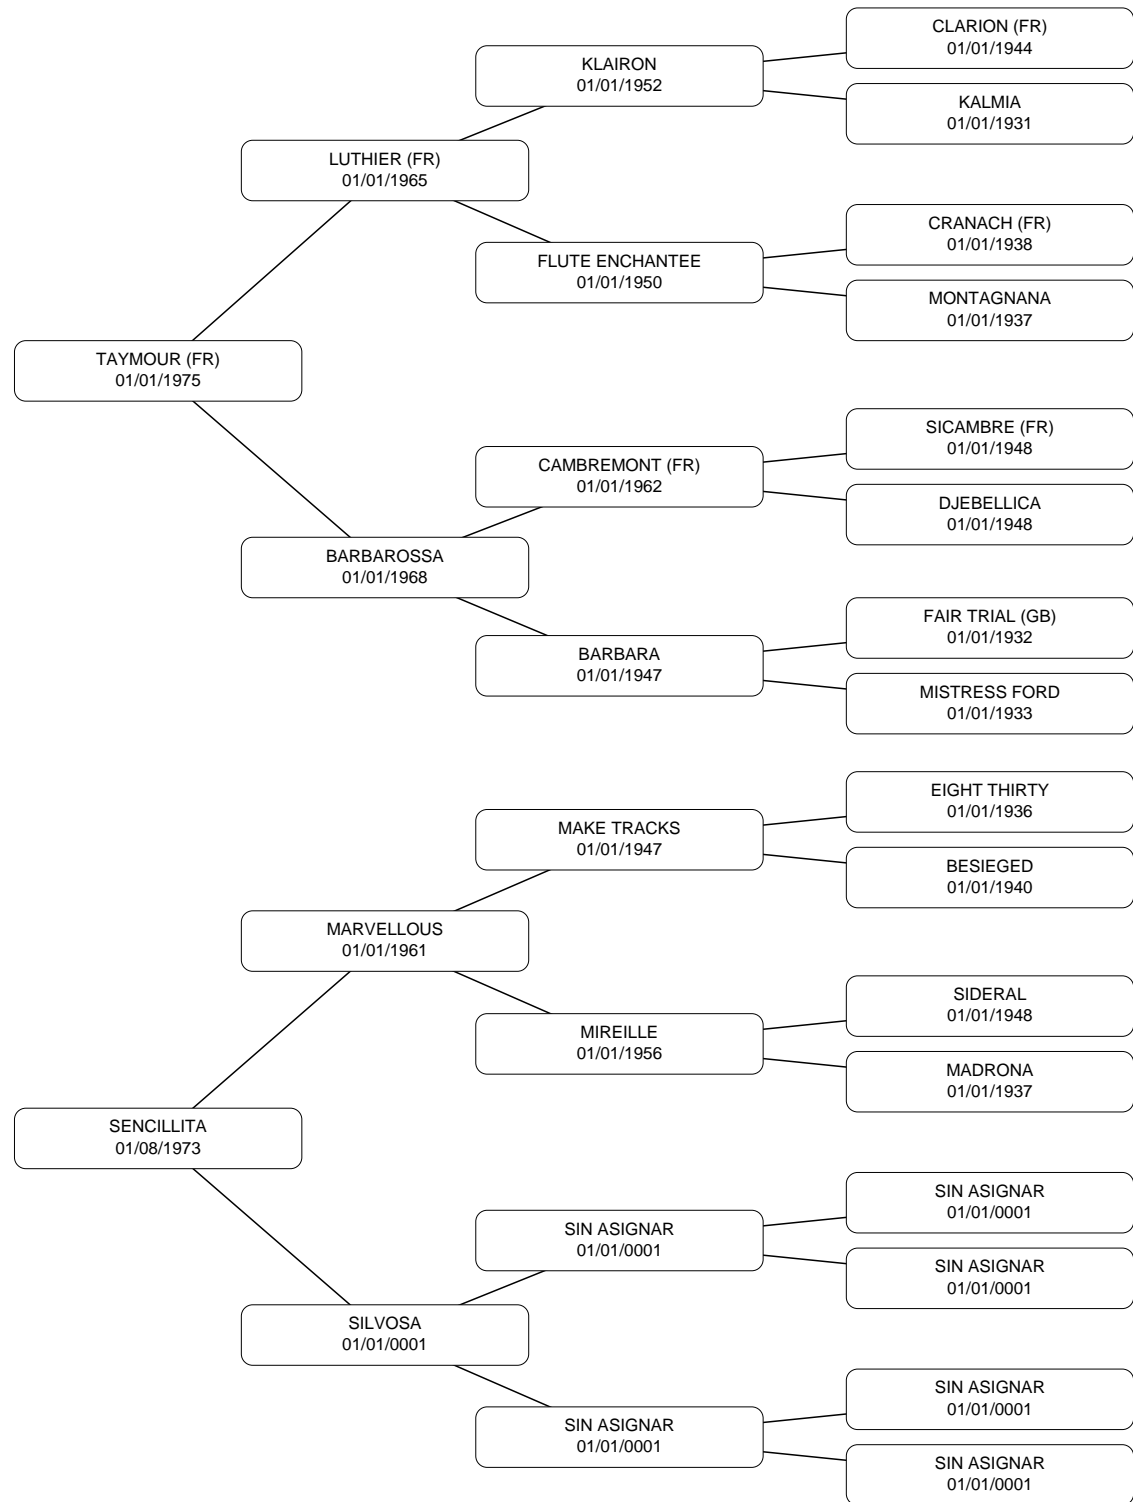 CLARION (FR)
01/01/1944
KLAIRON
01/01/1952
KALMIA
01/01/1931
LUTHIER (FR)
01/01/1965
CRANACH (FR)
01/01/1938
FLUTE ENCHANTEE
01/01/1950
MONTAGNANA
01/01/1937
TAYMOUR (FR)
01/01/1975
SICAMBRE (FR)
01/01/1948
CAMBREMONT (FR)
01/01/1962
DJEBELLICA
01/01/1948
BARBAROSSA
01/01/1968
FAIR TRIAL (GB)
01/01/1932
BARBARA
01/01/1947
MISTRESS FORD
01/01/1933
EIGHT THIRTY
01/01/1936
MAKE TRACKS
01/01/1947
BESIEGED
01/01/1940
MARVELLOUS
01/01/1961
SIDERAL
01/01/1948
MIREILLE
01/01/1956
MADRONA
01/01/1937
SENCILLITA
01/08/1973
SIN ASIGNAR
01/01/0001
SIN ASIGNAR
01/01/0001
SIN ASIGNAR
01/01/0001
SILVOSA
01/01/0001
SIN ASIGNAR
01/01/0001
SIN ASIGNAR
01/01/0001
SIN ASIGNAR
01/01/0001